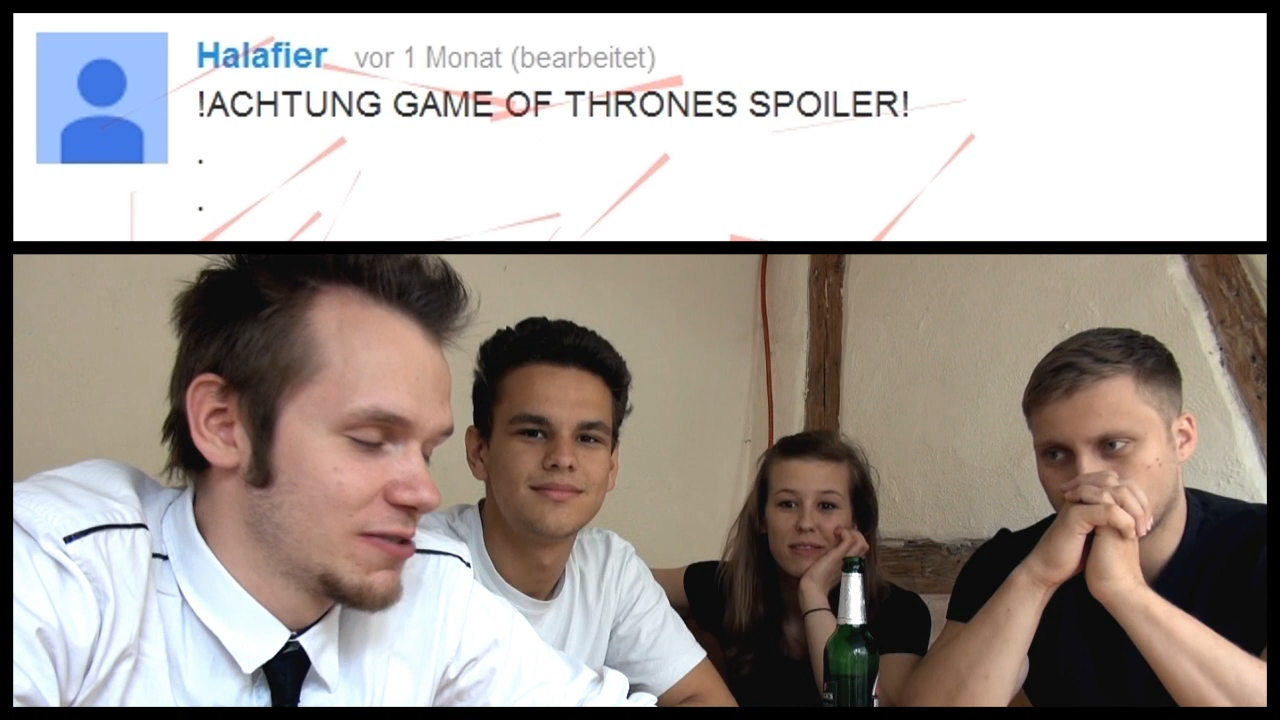 Halafier vor 1 Monat (bearbeitet)
!ACHTUNG GAME OF THRONES SPOILER!
.
.